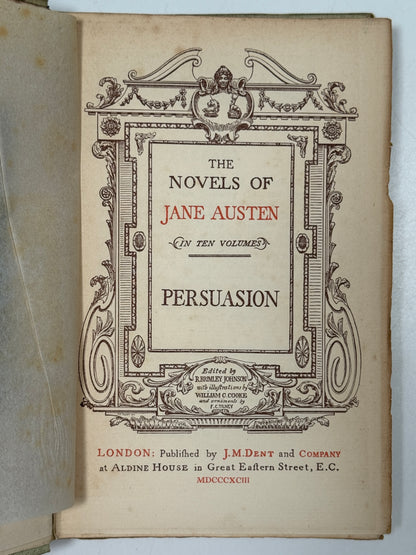 THE
NOVELS OF
JANE AUSTEN
IN TEN VOLUMES
PERSUASION
Edited by
R. BRIMLEY JOHNSON
with illustrations by
WILLIAM C. COOKE
and ornaments by
F. C. TILNEY
LONDON: Publiſhed by J. M. DENT and COMPANY
at ALDINE HOUSE in Great Eaſtern Street, E.C.
MDCCCXCIII